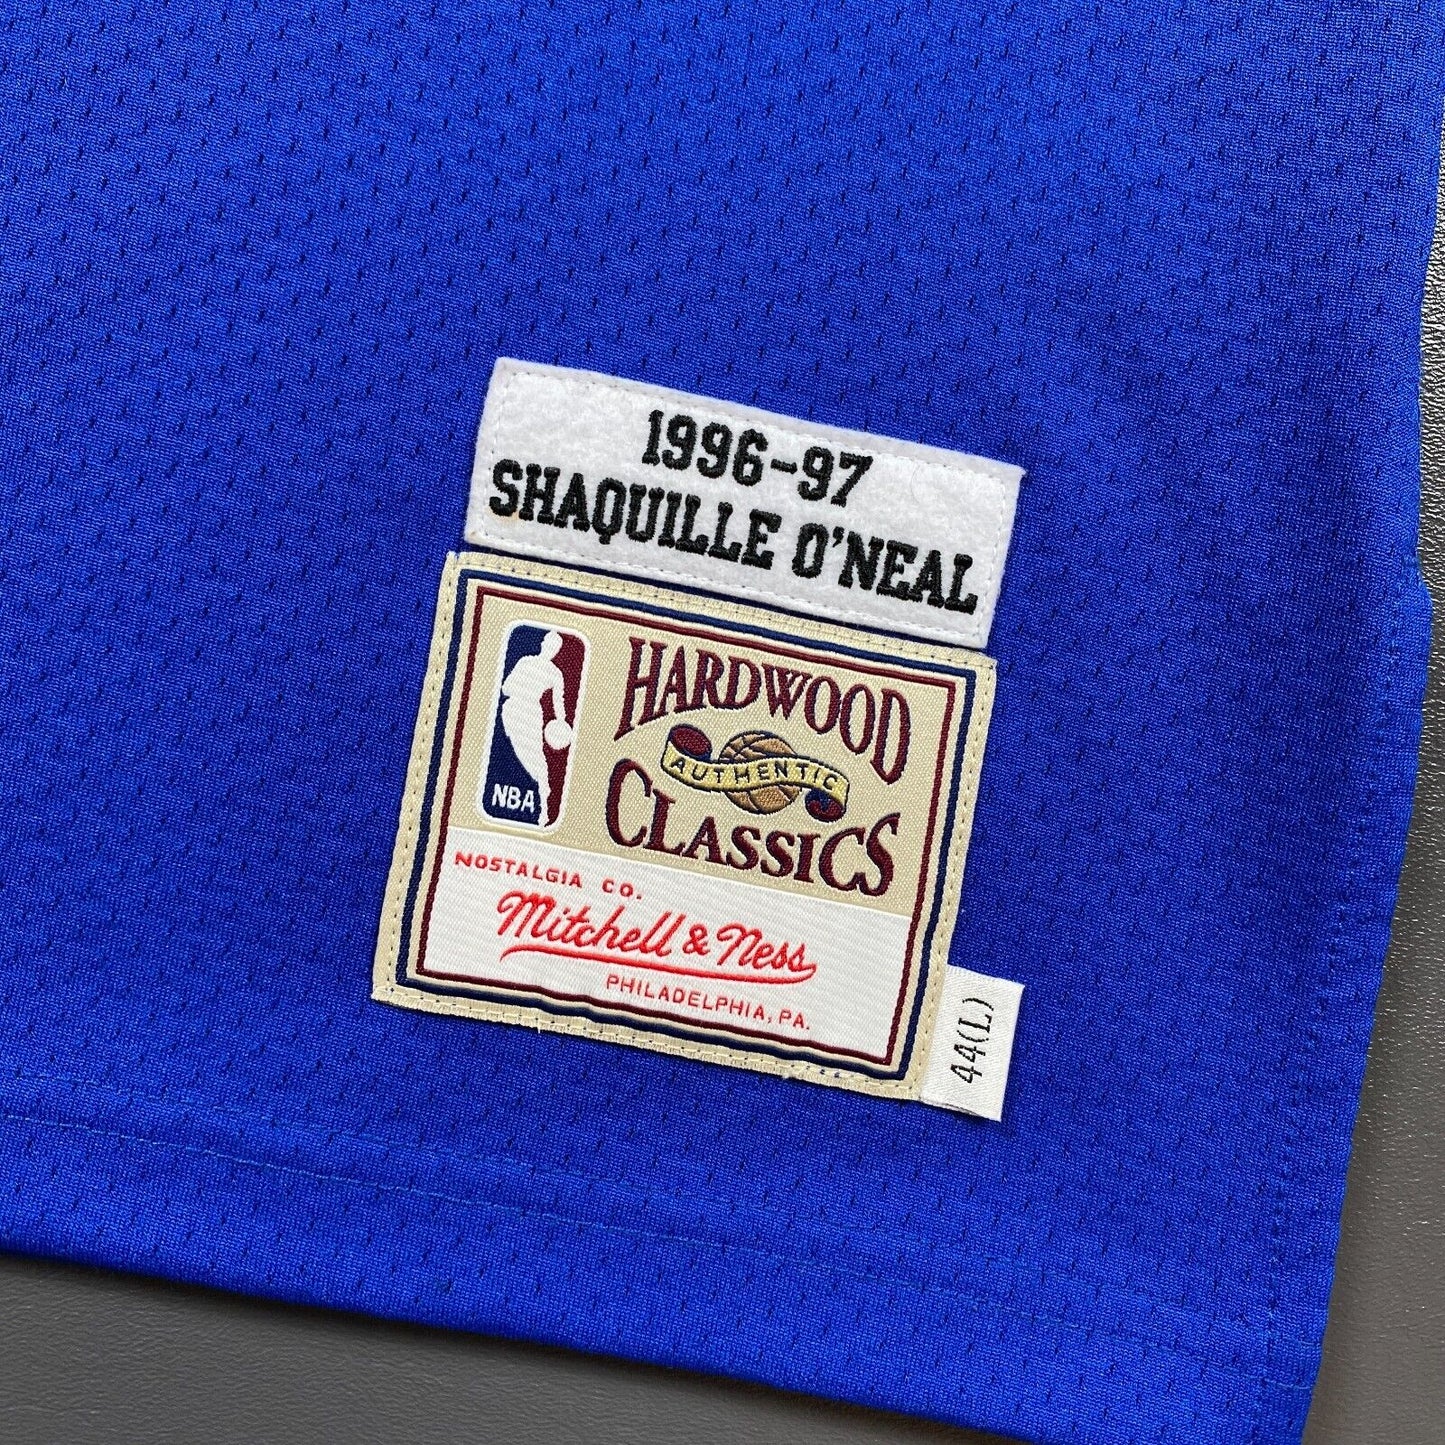 1996-97
SHAQUILLE O'NEAL
HARDWOOD
AUTHENTIC
CLASSICS
NBA
NOSTALGIA CO.
Mitchell & Ness
PHILADELPHIA, PA.
44(L)